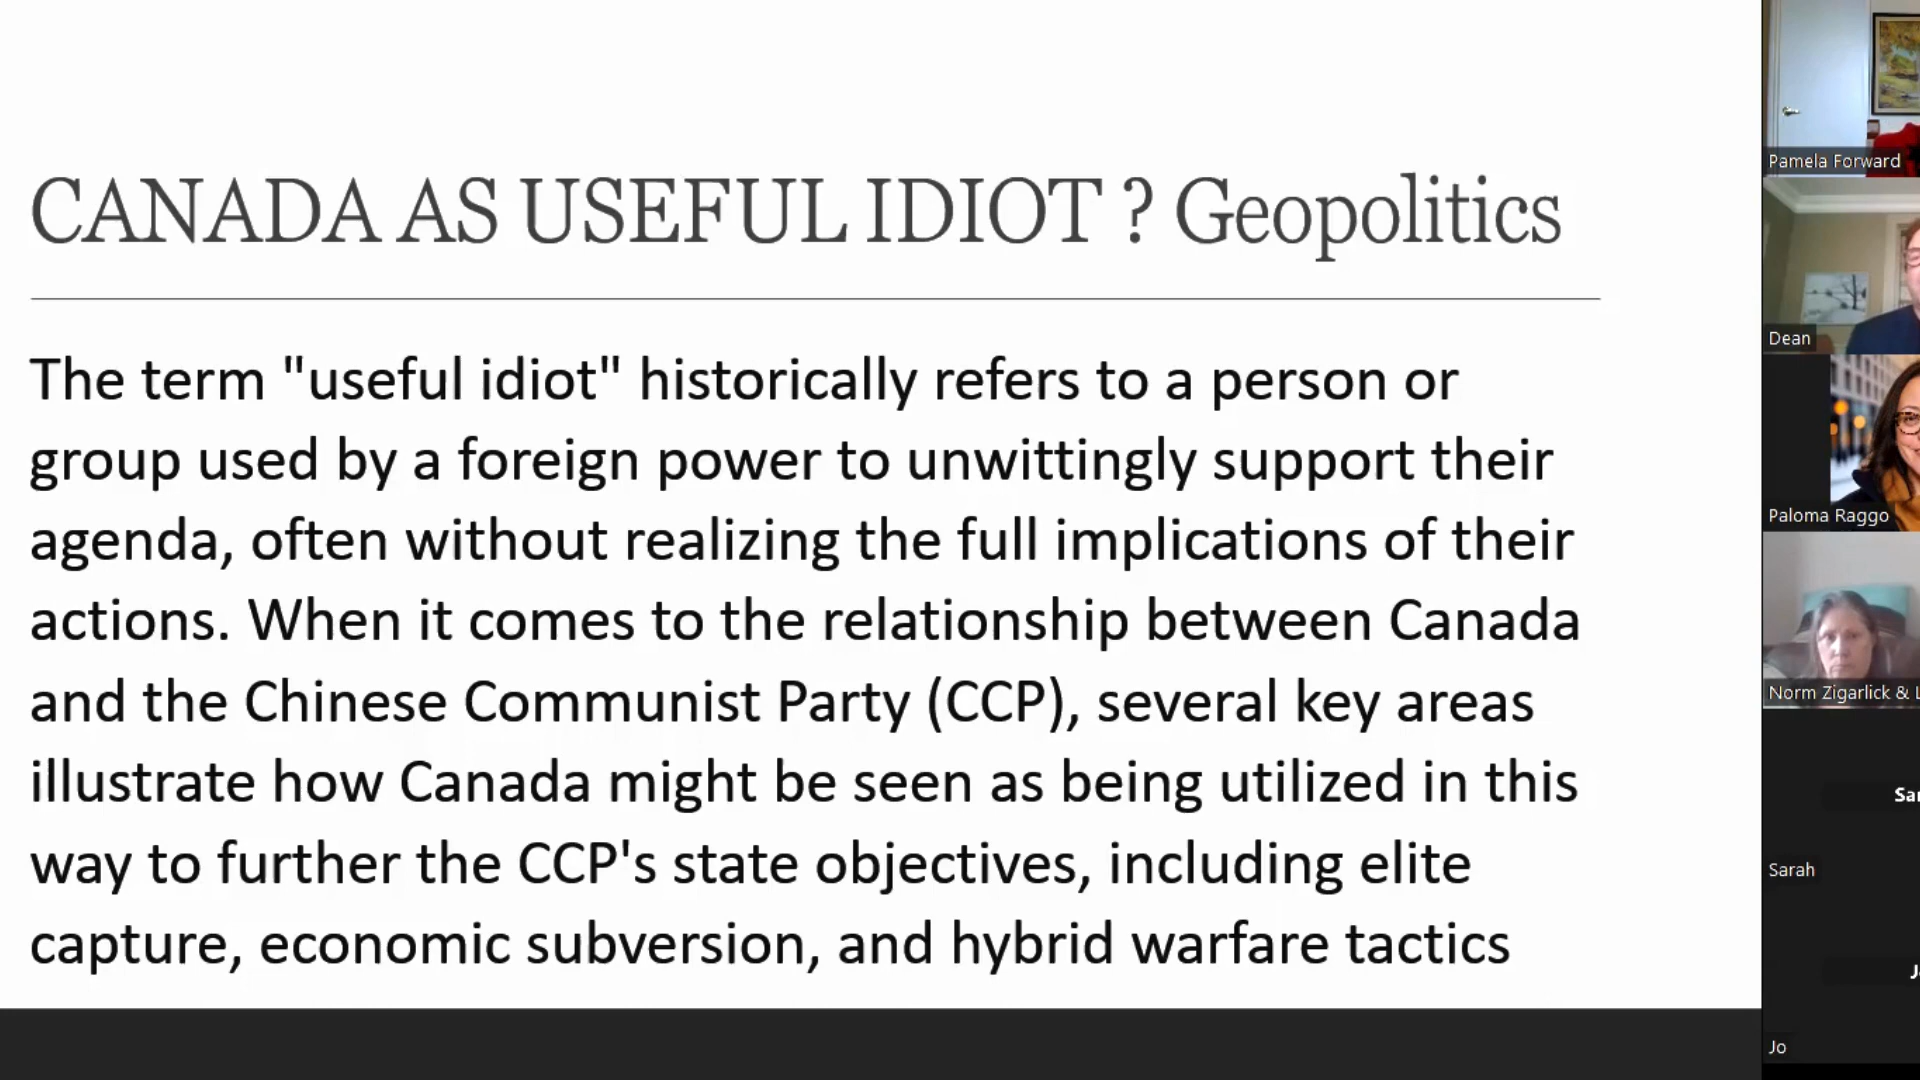 CANADA AS USEFUL IDIOT ? Geopolitics
The term "useful idiot" historically refers to a person or
group used by a foreign power to unwittingly support their
agenda, often without realizing the full implications of their
actions. When it comes to the relationship between Canada
and the Chinese Communist Party (CCP), several key areas
illustrate how Canada might be seen as being utilized in this
way to further the CCP's state objectives, including elite
capture, economic subversion, and hybrid warfare tactics
Pamela Forward
Dean
Paloma Raggo
Norm Zigarlick & L
Sar
Sarah
J
Jo